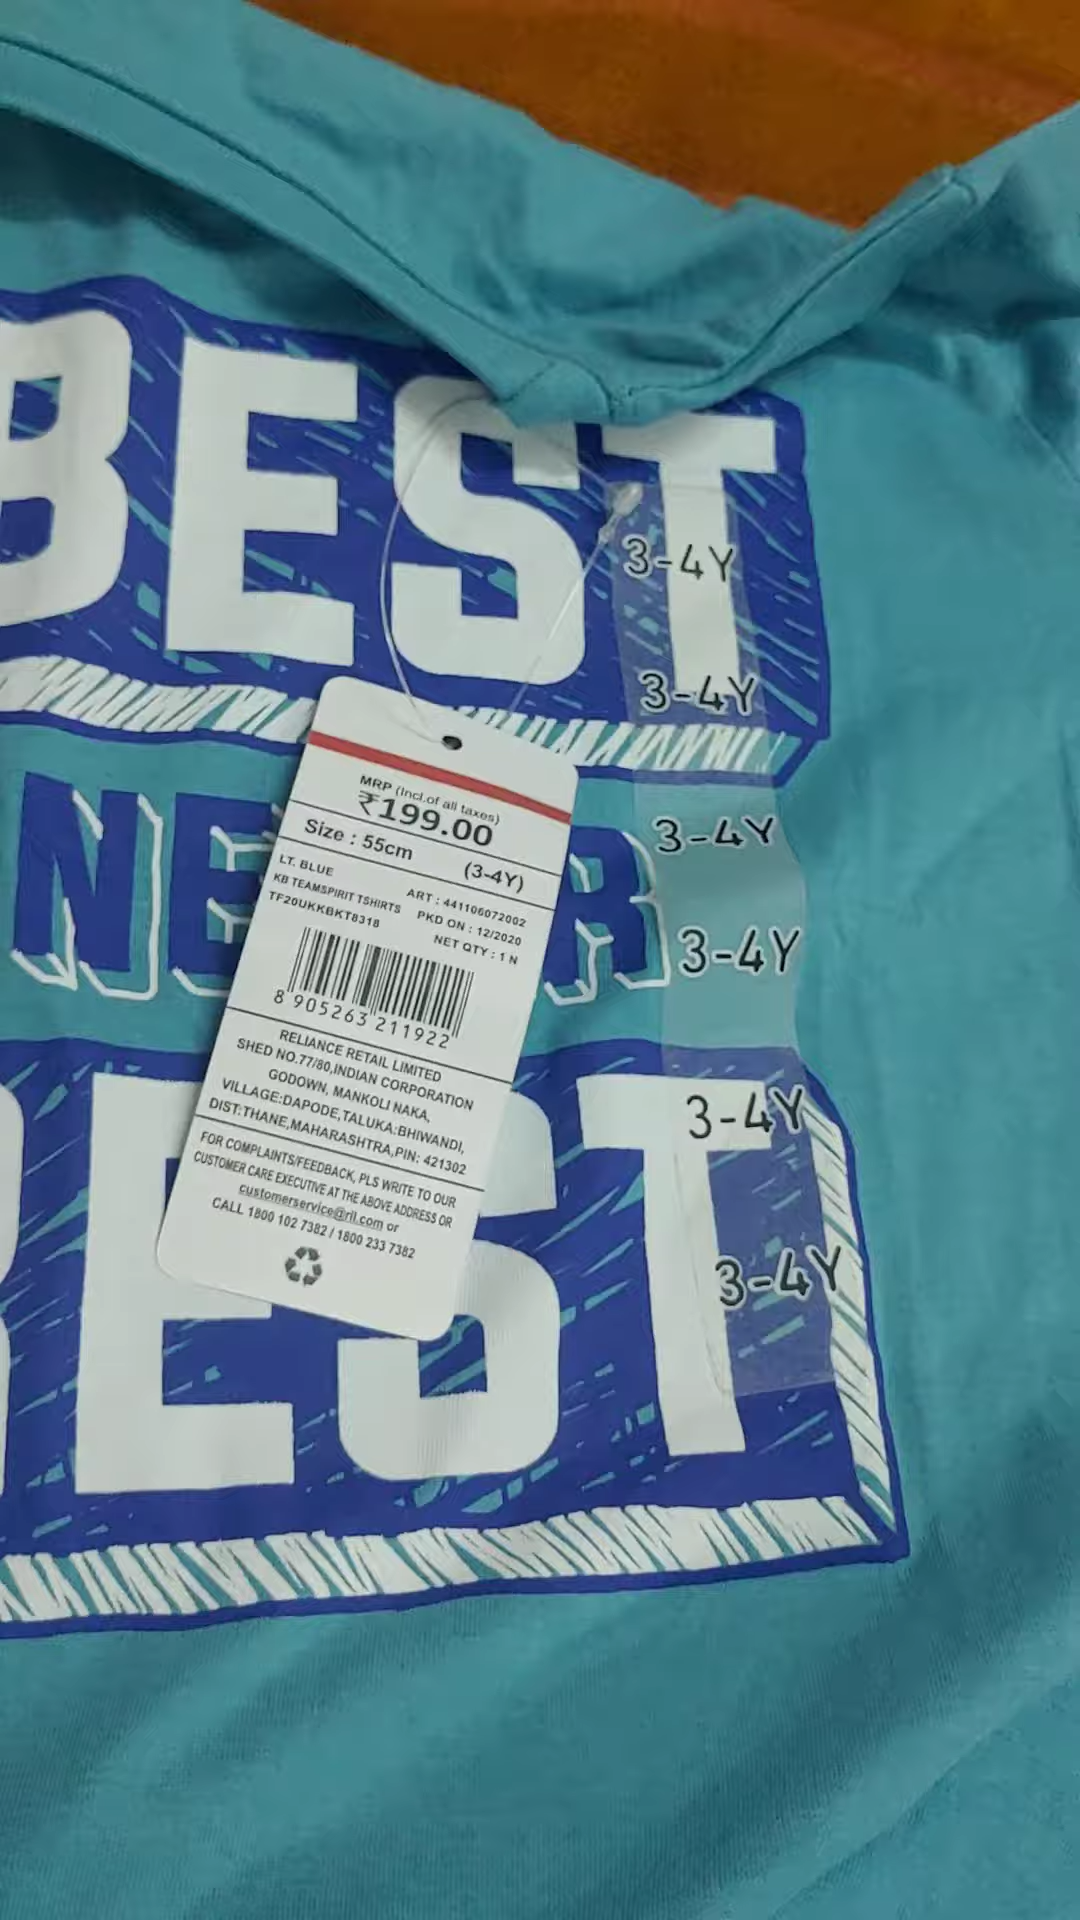 BEST
3-4Y
3-4Y
3-4Y
3-4Y
3-4Y
3-4Y
MRP (Incl.of all taxes)
₹199.00
Size : 55cm (3-4Y)
LT. BLUE
KB TEAMSPIRIT TSHIRTS
TF20UKKBKT8318
ART : 441106072002
PKD ON : 12/2020
NET QTY : 1 N
8 905263 211922
RELIANCE RETAIL LIMITED
SHED NO.77/80,INDIAN CORPORATION
GODOWN, MANKOLI NAKA,
VILLAGE:DAPODE,TALUKA:BHIWANDI,
DIST:THANE,MAHARASHTRA,PIN: 421302
FOR COMPLAINTS/FEEDBACK, PLS WRITE TO OUR
CUSTOMER CARE EXECUTIVE AT THE ABOVE ADDRESS OR
customerservice@ril.com or
CALL 1800 102 7382 / 1800 233 7382
BEST